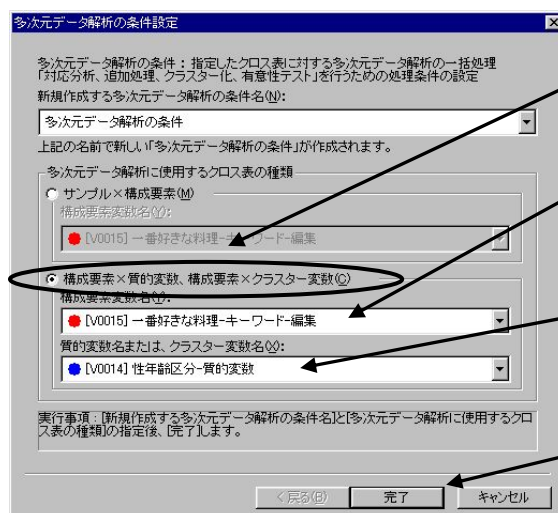 多次元データ解析の条件設定
多次元データ解析の条件：指定したクロス表に対する多次元データ解析の一括処理
「対応分析、追加処理、クラスター化、有意性テスト」を行うための処理条件の設定
新規作成する多次元データ解析の条件名(N):
多次元データ解析の条件
上記の名前で新しい「多次元データ解析の条件」が作成されます。
多次元データ解析に使用するクロス表の種類
サンプル×構成要素(M)
構成要素変数名(Y):
[V0015] 一番好きな料理-キーワード-編集
構成要素×質的変数、構成要素×クラスター変数(C)
構成要素変数名(Y):
[V0015] 一番好きな料理-キーワード-編集
質的変数名または、クラスター変数名(X):
[V0014] 性年齢区分-質的変数
実行事項：[新規作成する多次元データ解析の条件名]と[多次元データ解析に使用するクロ
ス表の種類]の指定後、[完了]します。
< 戻る(B) 完了 キャンセル